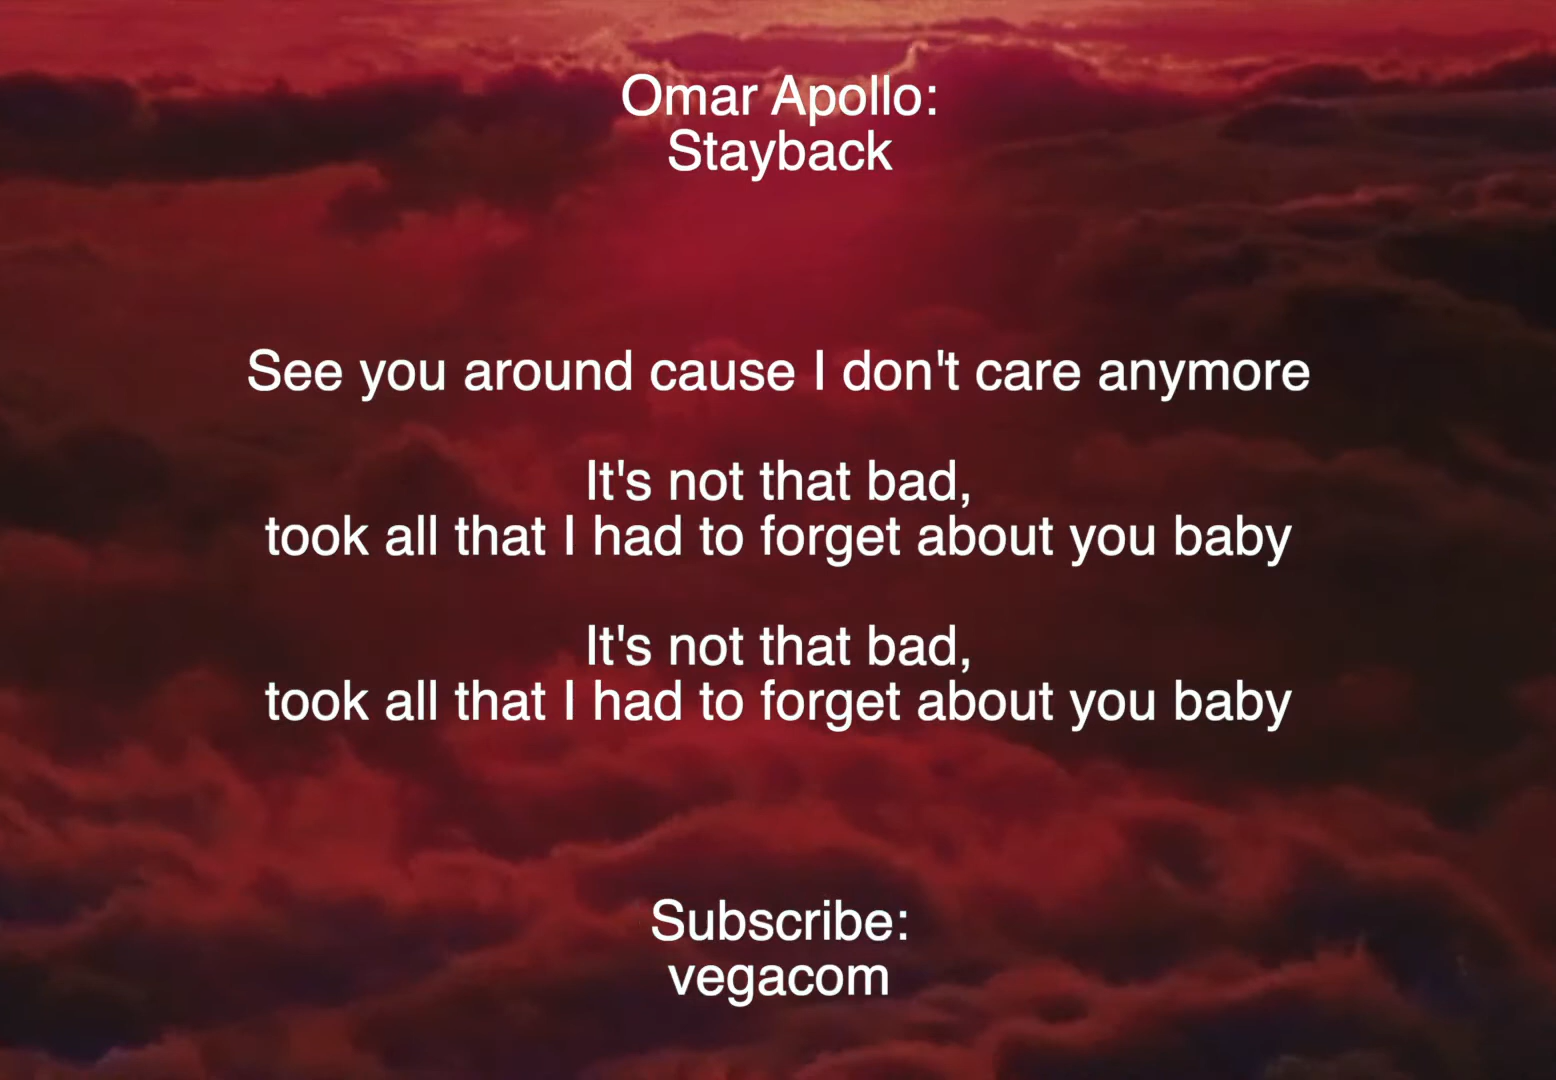 Omar Apollo:
Stayback
See you around cause I don't care anymore
It's not that bad,
took all that I had to forget about you baby
It's not that bad,
took all that I had to forget about you baby
Subscribe:
vegacom